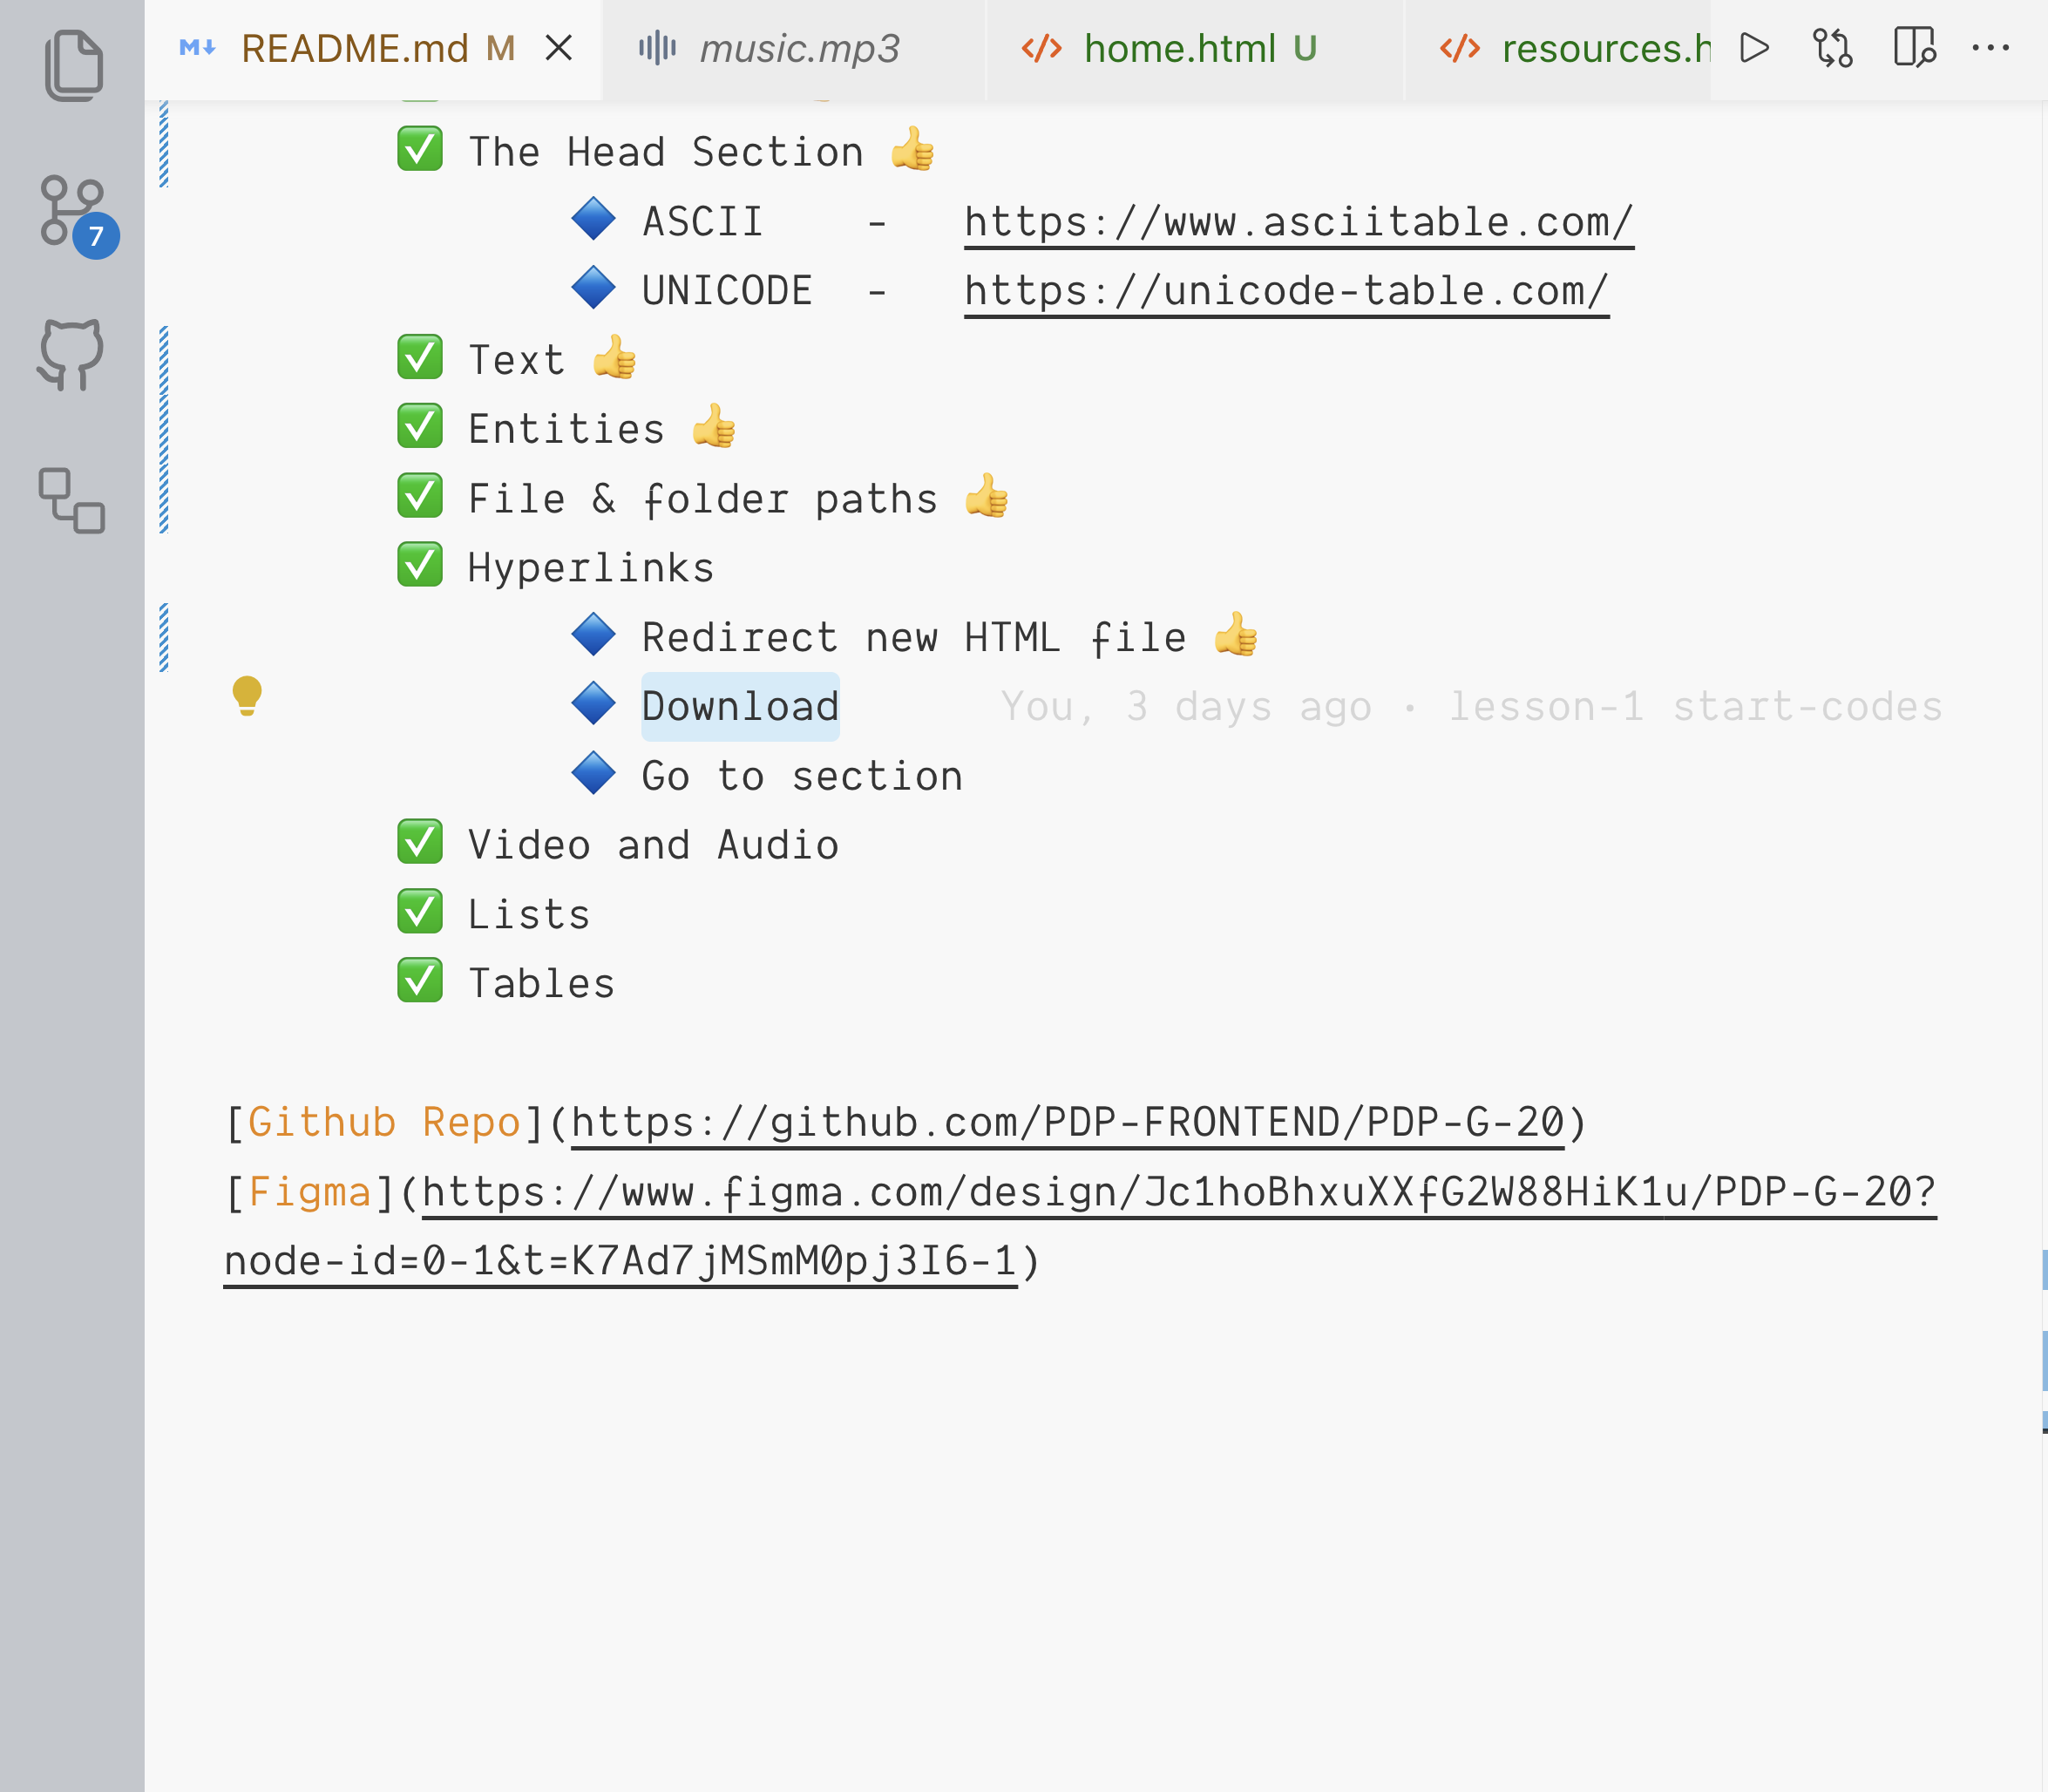 README.md M
music.mp3
home.html U
resources.h
7
✅ The Head Section 👍
🔷 ASCII - https://www.asciitable.com/
🔷 UNICODE - https://unicode-table.com/
✅ Text 👍
✅ Entities 👍
✅ File & folder paths 👍
✅ Hyperlinks
🔷 Redirect new HTML file 👍
🔷 Download You, 3 days ago • lesson-1 start-codes
🔷 Go to section
✅ Video and Audio
✅ Lists
✅ Tables
[Github Repo](https://github.com/PDP-FRONTEND/PDP-G-20)
[Figma](https://www.figma.com/design/Jc1hoBhxuXXfG2W88HiK1u/PDP-G-20?
node-id=0-1&t=K7Ad7jMSmM0pj3I6-1)